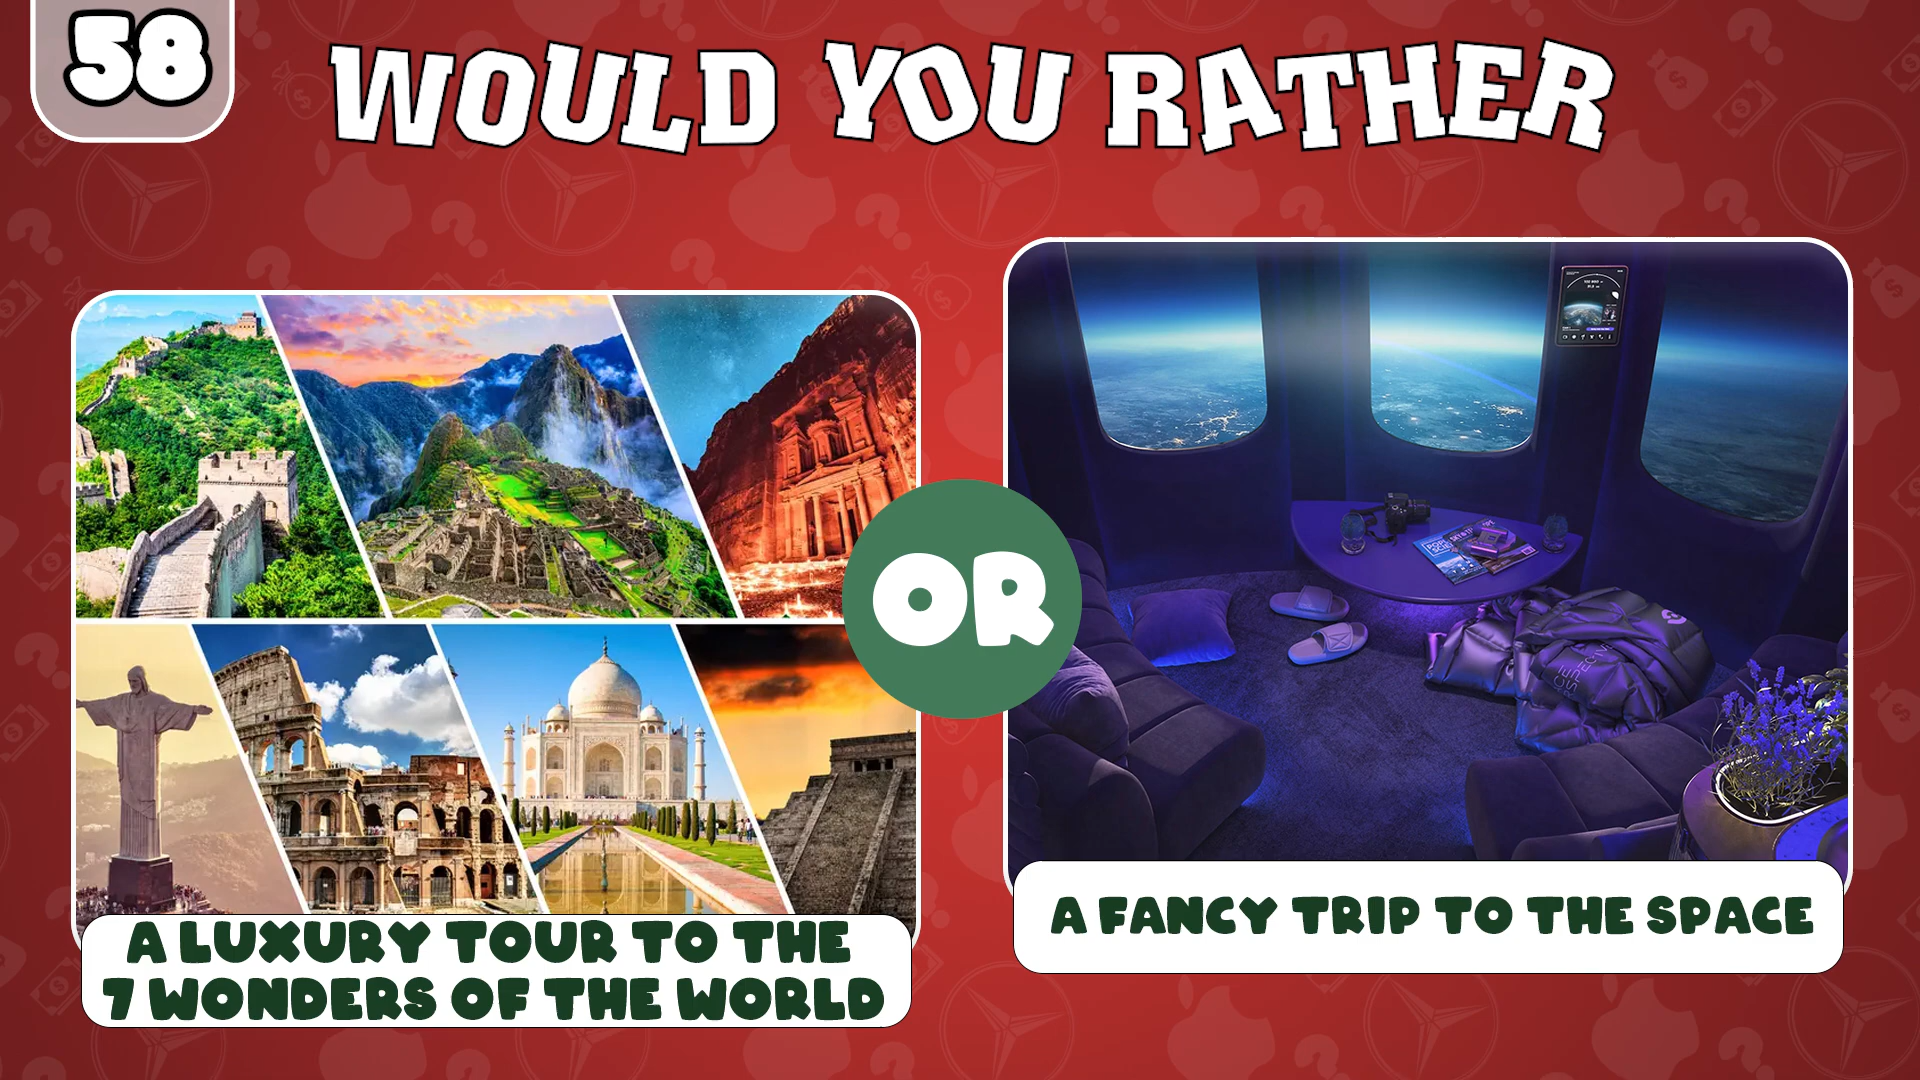 58
WOULD YOU RATHER
OR
A LUXURY TOUR TO THE
7 WONDERS OF THE WORLD
A FANCY TRIP TO THE SPACE